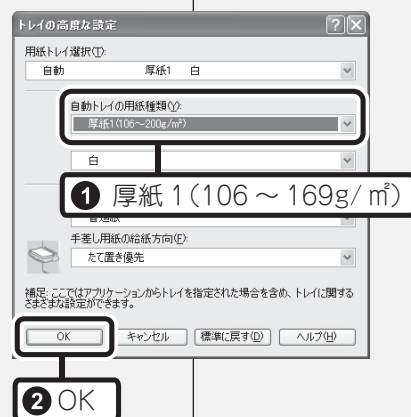 トレイの高度な設定
用紙トレイ選択(T):
自動 厚紙1 白
自動トレイの用紙種類(Y):
厚紙1(106～200g/m²)
白
❶ 厚紙1(106～169g/㎡)
普通紙
手差し用紙の給紙方向(F):
たて置き優先
補足: ここではアプリケーションからトレイを指定された場合を含め、トレイに関する
さまざまな設定ができます。
OK キャンセル 標準に戻す(D) ヘルプ(H)
❷ OK